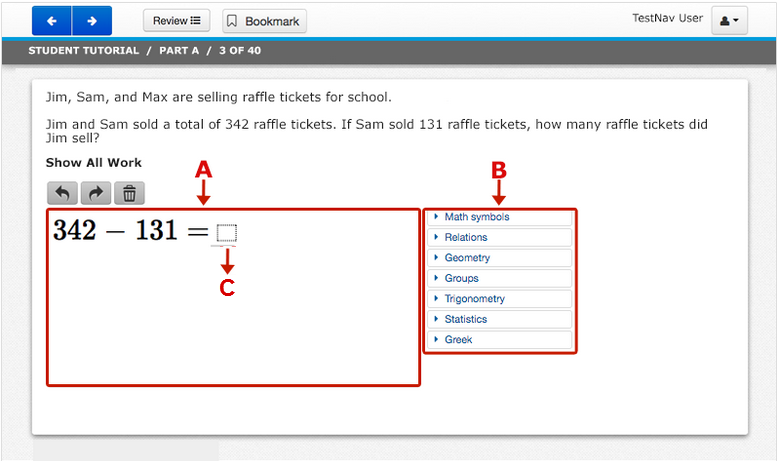 Review
Bookmark
TestNav User
STUDENT TUTORIAL / PART A / 3 OF 40
Jim, Sam, and Max are selling raffle tickets for school.
Jim and Sam sold a total of 342 raffle tickets. If Sam sold 131 raffle tickets, how many raffle tickets did
Jim sell?
Show All Work
A
B
342 − 131 =
C
Math symbols
Relations
Geometry
Groups
Trigonometry
Statistics
Greek